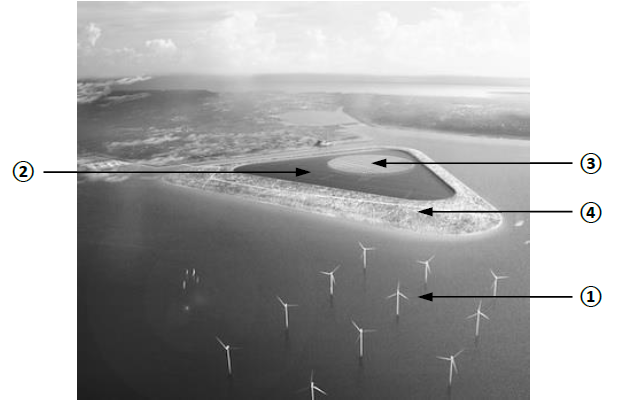 ②
③
④
①